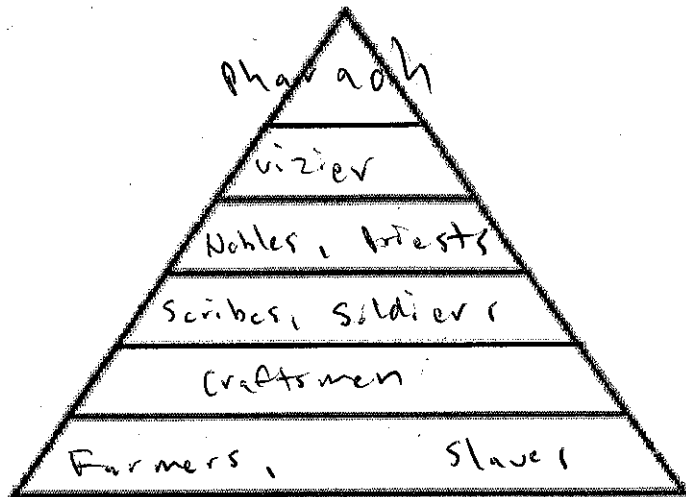 Pharaoh
vizier
Nobles, Priests
Scribes, Soldiers
Craftsmen
Farmers, Slaves